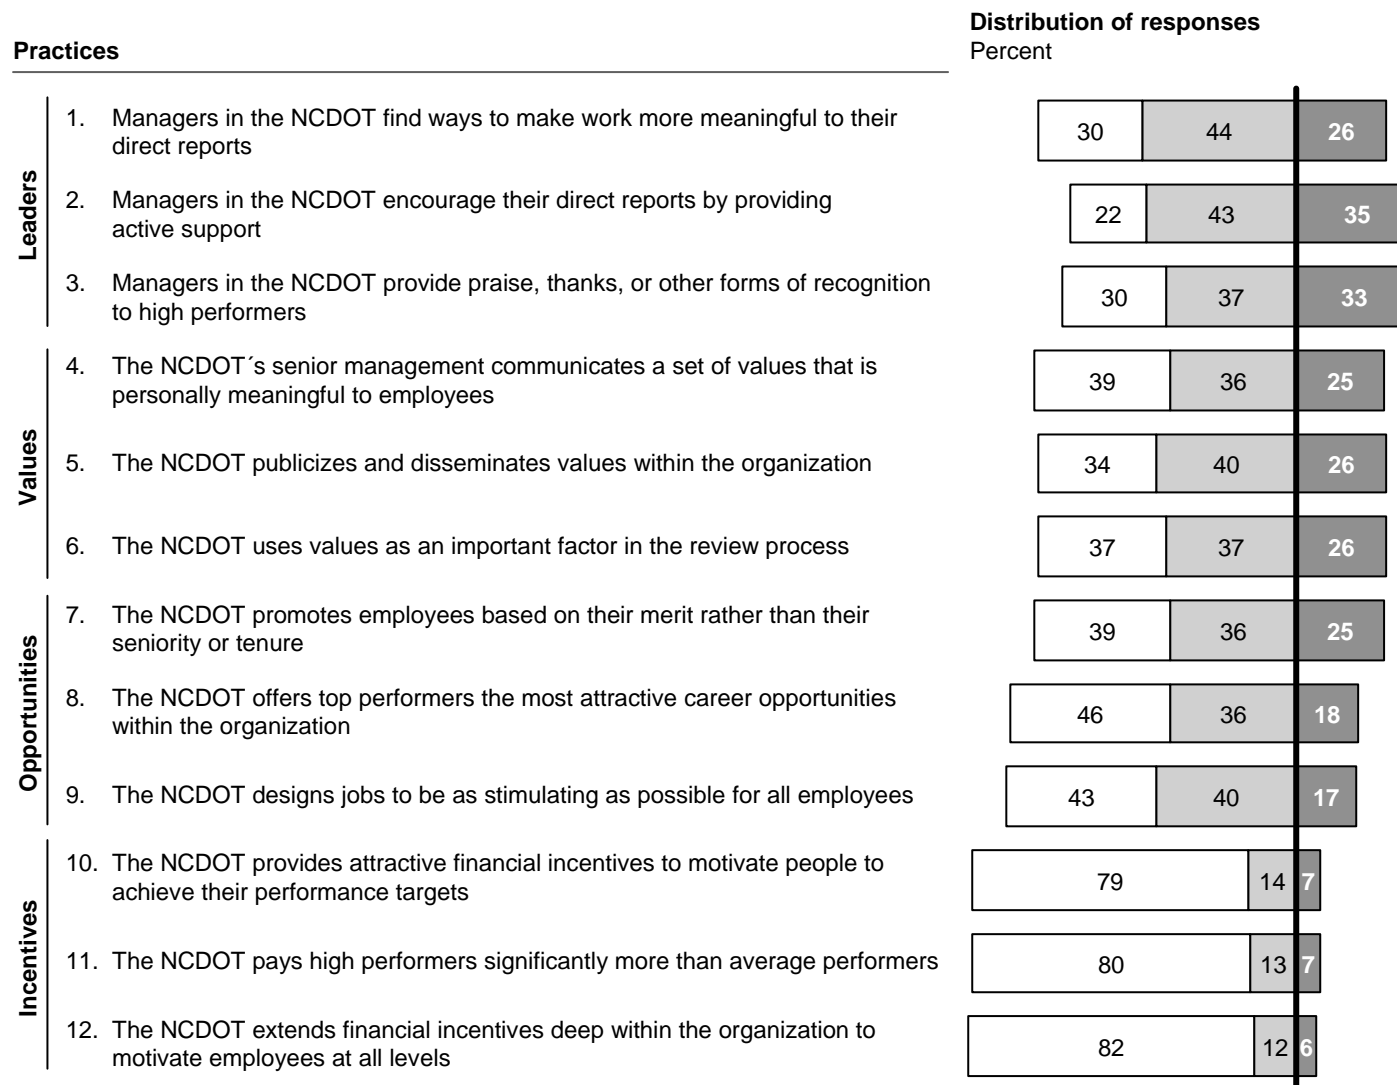 Distribution of responses
Practices
Percent
Leaders
1. Managers in the NCDOT find ways to make work more meaningful to their
direct reports
30 44 26
2. Managers in the NCDOT encourage their direct reports by providing
active support
22 43 35
3. Managers in the NCDOT provide praise, thanks, or other forms of recognition
to high performers
30 37 33
Values
4. The NCDOT´s senior management communicates a set of values that is
personally meaningful to employees
39 36 25
5. The NCDOT publicizes and disseminates values within the organization
34 40 26
6. The NCDOT uses values as an important factor in the review process
37 37 26
Opportunities
7. The NCDOT promotes employees based on their merit rather than their
seniority or tenure
39 36 25
8. The NCDOT offers top performers the most attractive career opportunities
within the organization
46 36 18
9. The NCDOT designs jobs to be as stimulating as possible for all employees
43 40 17
Incentives
10. The NCDOT provides attractive financial incentives to motivate people to
achieve their performance targets
79 14 7
11. The NCDOT pays high performers significantly more than average performers
80 13 7
12. The NCDOT extends financial incentives deep within the organization to
motivate employees at all levels
82 12 6